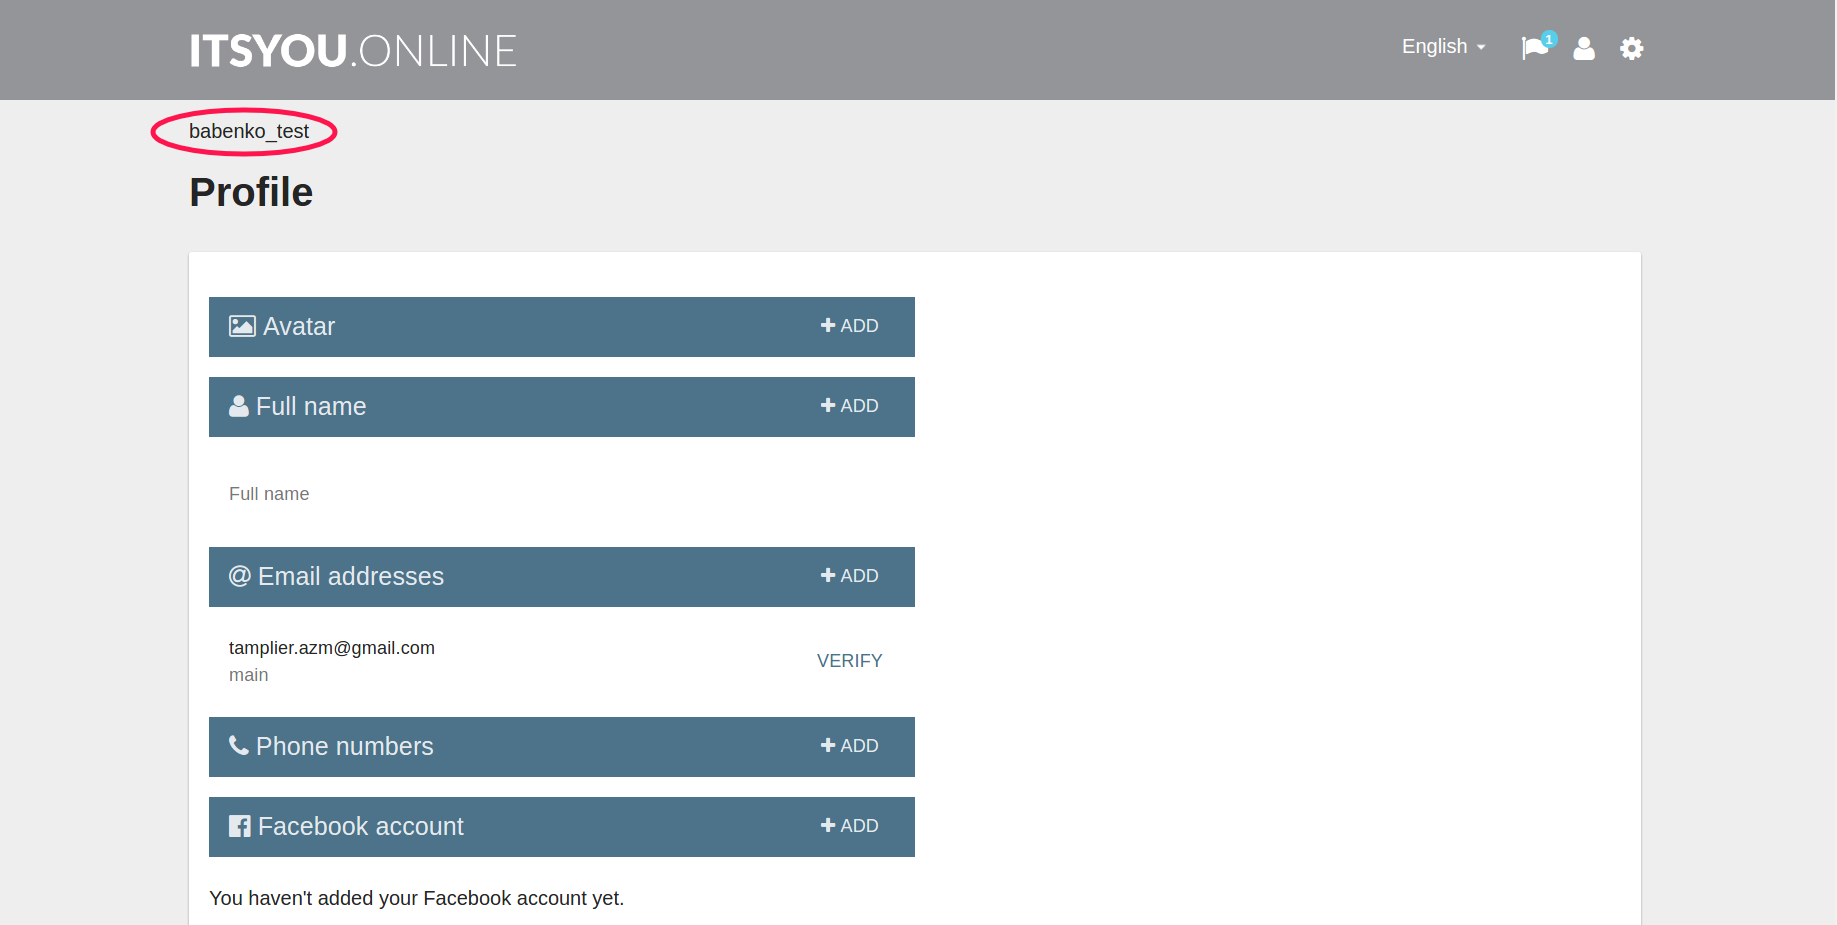 ITSYOU.ONLINE
English
1
babenko_test
Profile
Avatar
ADD
Full name
ADD
Full name
@ Email addresses
ADD
tamplier.azm@gmail.com
main
VERIFY
Phone numbers
ADD
Facebook account
ADD
You haven't added your Facebook account yet.